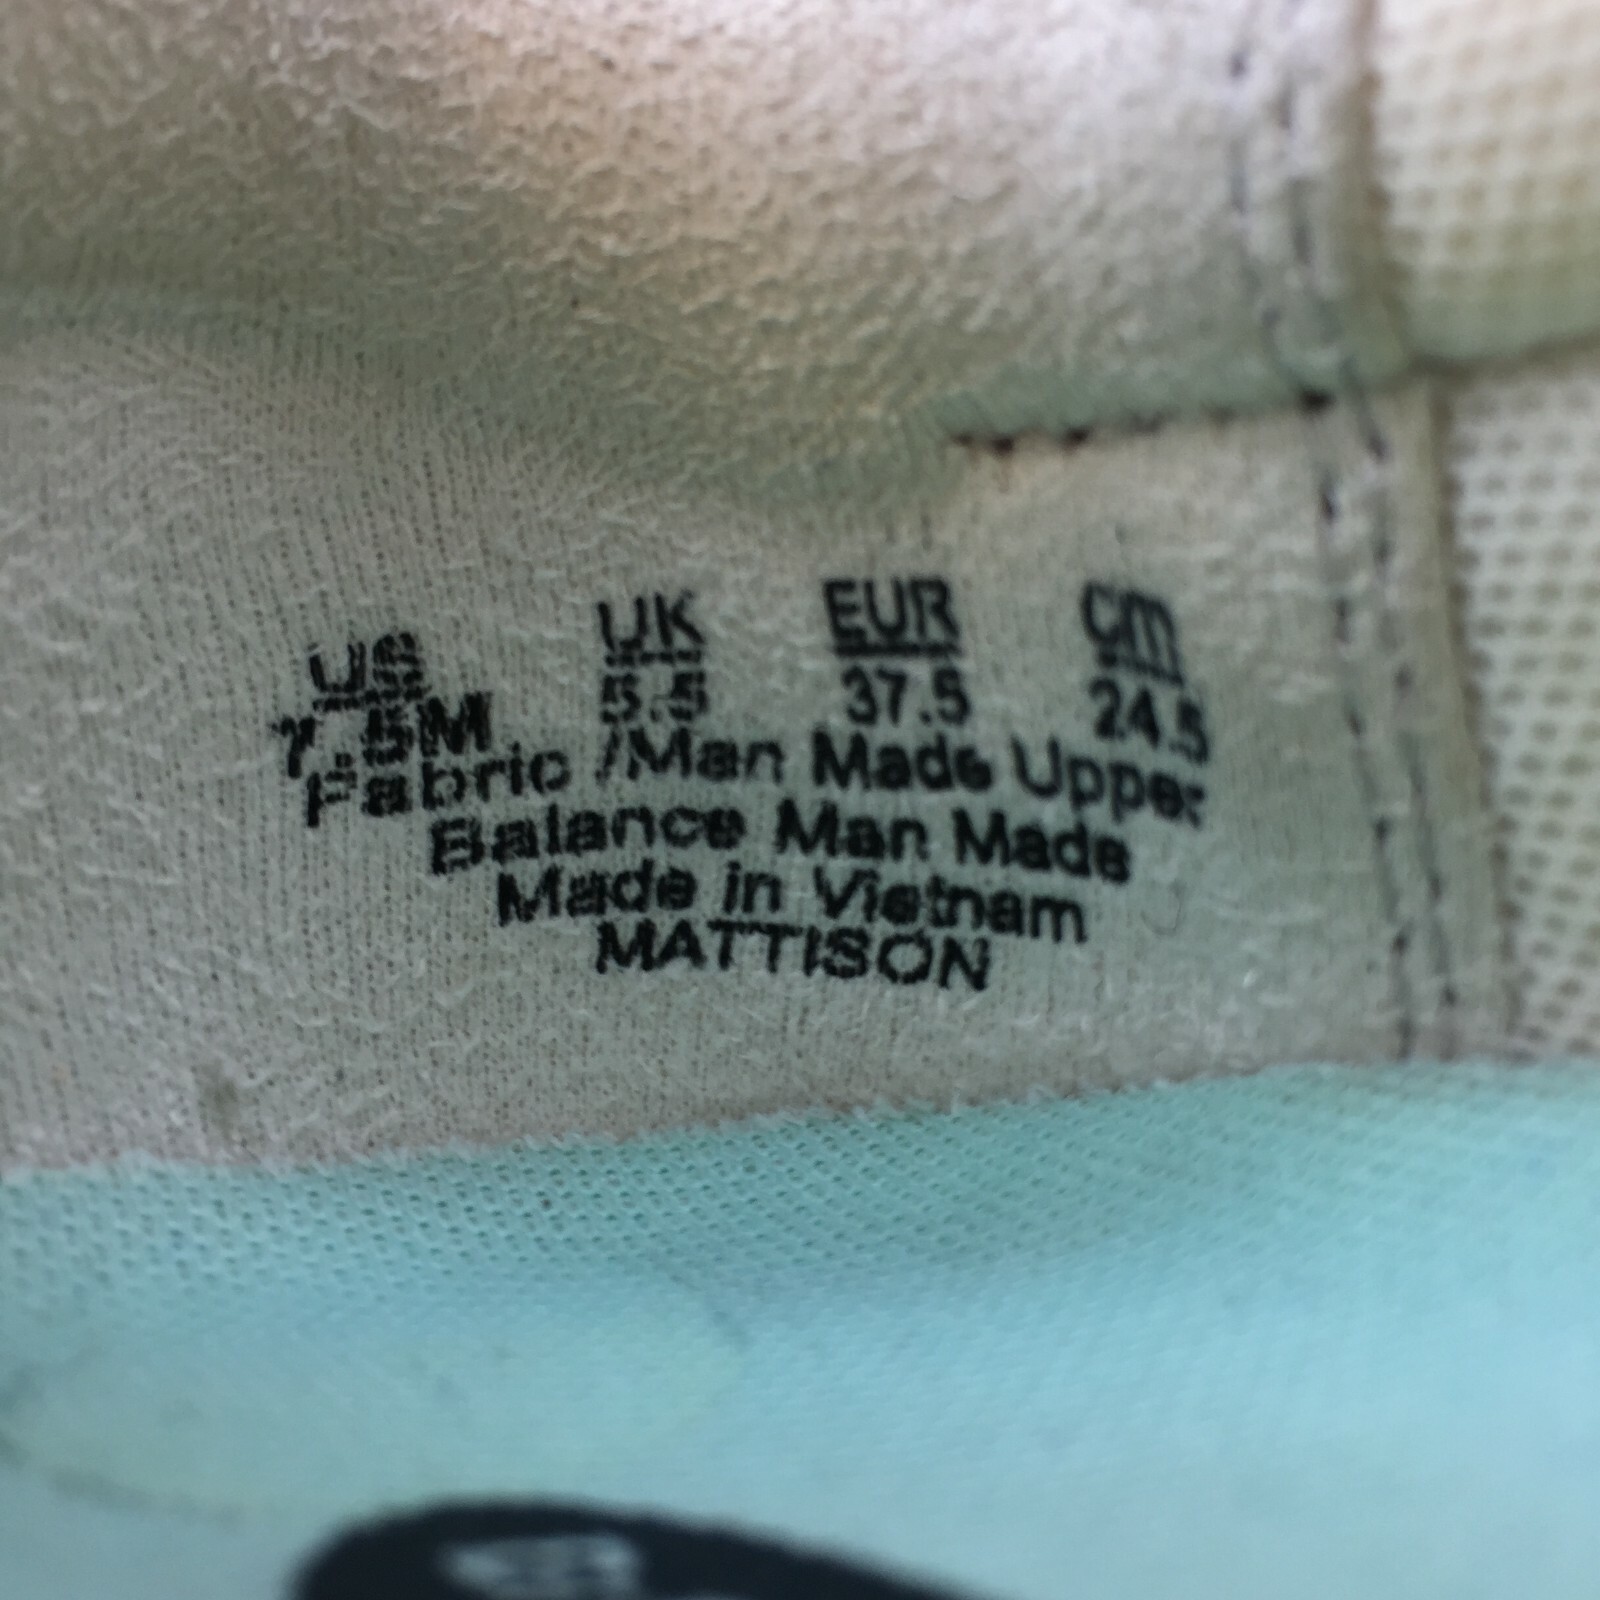 US UK EUR cm
7.5M 5.5 37.5 24.5
Fabric /Man Made Upper
Balance Man Made
Made in Vietnam
MATTISON